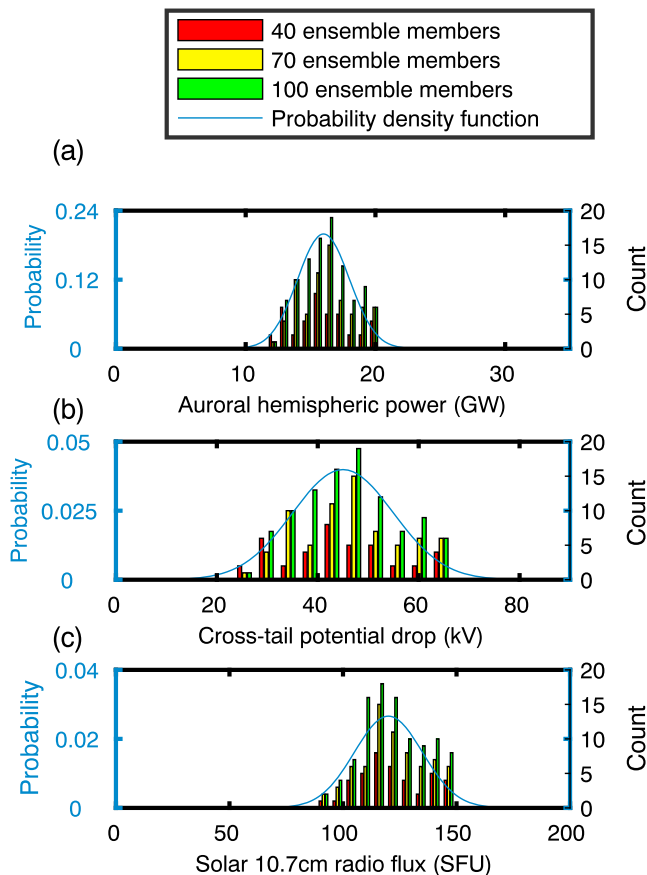 40 ensemble members
70 ensemble members
100 ensemble members
Probability density function
(a)
Probability
0.24
0.12
0
20
15
10
5
0
Count
0
10
20
30
Auroral hemispheric power (GW)
(b)
Probability
0.05
0.025
0
20
15
10
5
0
Count
0
20
40
60
80
Cross-tail potential drop (kV)
(c)
Probability
0.04
0.02
0
20
15
10
5
0
Count
0
50
100
150
200
Solar 10.7cm radio flux (SFU)